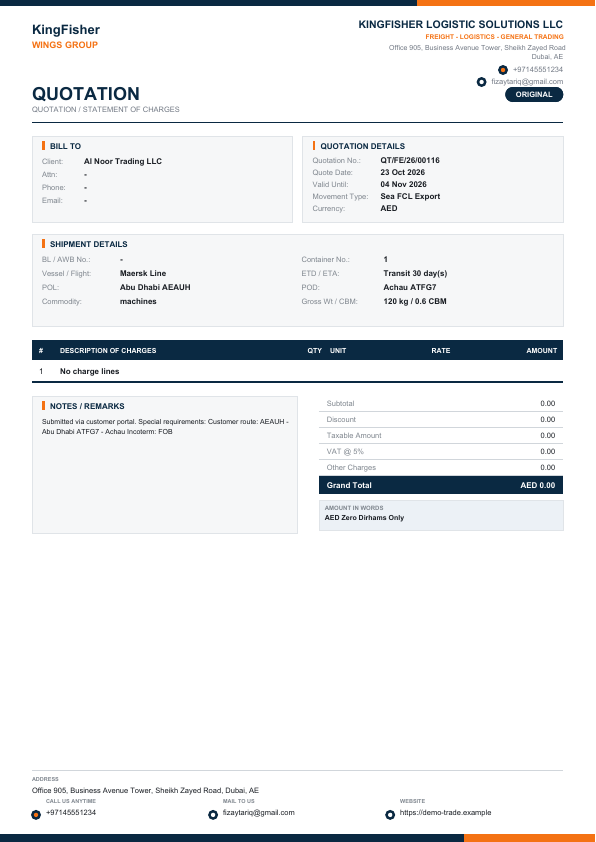 KingFisher
WINGS GROUP
KINGFISHER LOGISTIC SOLUTIONS LLC
FREIGHT - LOGISTICS - GENERAL TRADING
Office 905, Business Avenue Tower, Sheikh Zayed Road
Dubai, AE
+97145551234
fizaytariq@gmail.com
ORIGINAL
QUOTATION
QUOTATION / STATEMENT OF CHARGES
BILL TO
Client: Al Noor Trading LLC
Attn: -
Phone: -
Email: -
QUOTATION DETAILS
Quotation No.: QT/FE/26/00116
Quote Date: 23 Oct 2026
Valid Until: 04 Nov 2026
Movement Type: Sea FCL Export
Currency: AED
SHIPMENT DETAILS
BL / AWB No.: - Container No.: 1
Vessel / Flight: Maersk Line ETD / ETA: Transit 30 day(s)
POL: Abu Dhabi AEAUH POD: Achau ATFG7
Commodity: machines Gross Wt / CBM: 120 kg / 0.6 CBM
# DESCRIPTION OF CHARGES QTY UNIT RATE AMOUNT
1 No charge lines
NOTES / REMARKS
Submitted via customer portal. Special requirements: Customer route: AEAUH -
Abu Dhabi ATFG7 - Achau Incoterm: FOB
Subtotal 0.00
Discount 0.00
Taxable Amount 0.00
VAT @ 5% 0.00
Other Charges 0.00
Grand Total AED 0.00
AMOUNT IN WORDS
AED Zero Dirhams Only
ADDRESS
Office 905, Business Avenue Tower, Sheikh Zayed Road, Dubai, AE
CALL US ANYTIME MAIL TO US WEBSITE
+97145551234 fizaytariq@gmail.com https://demo-trade.example